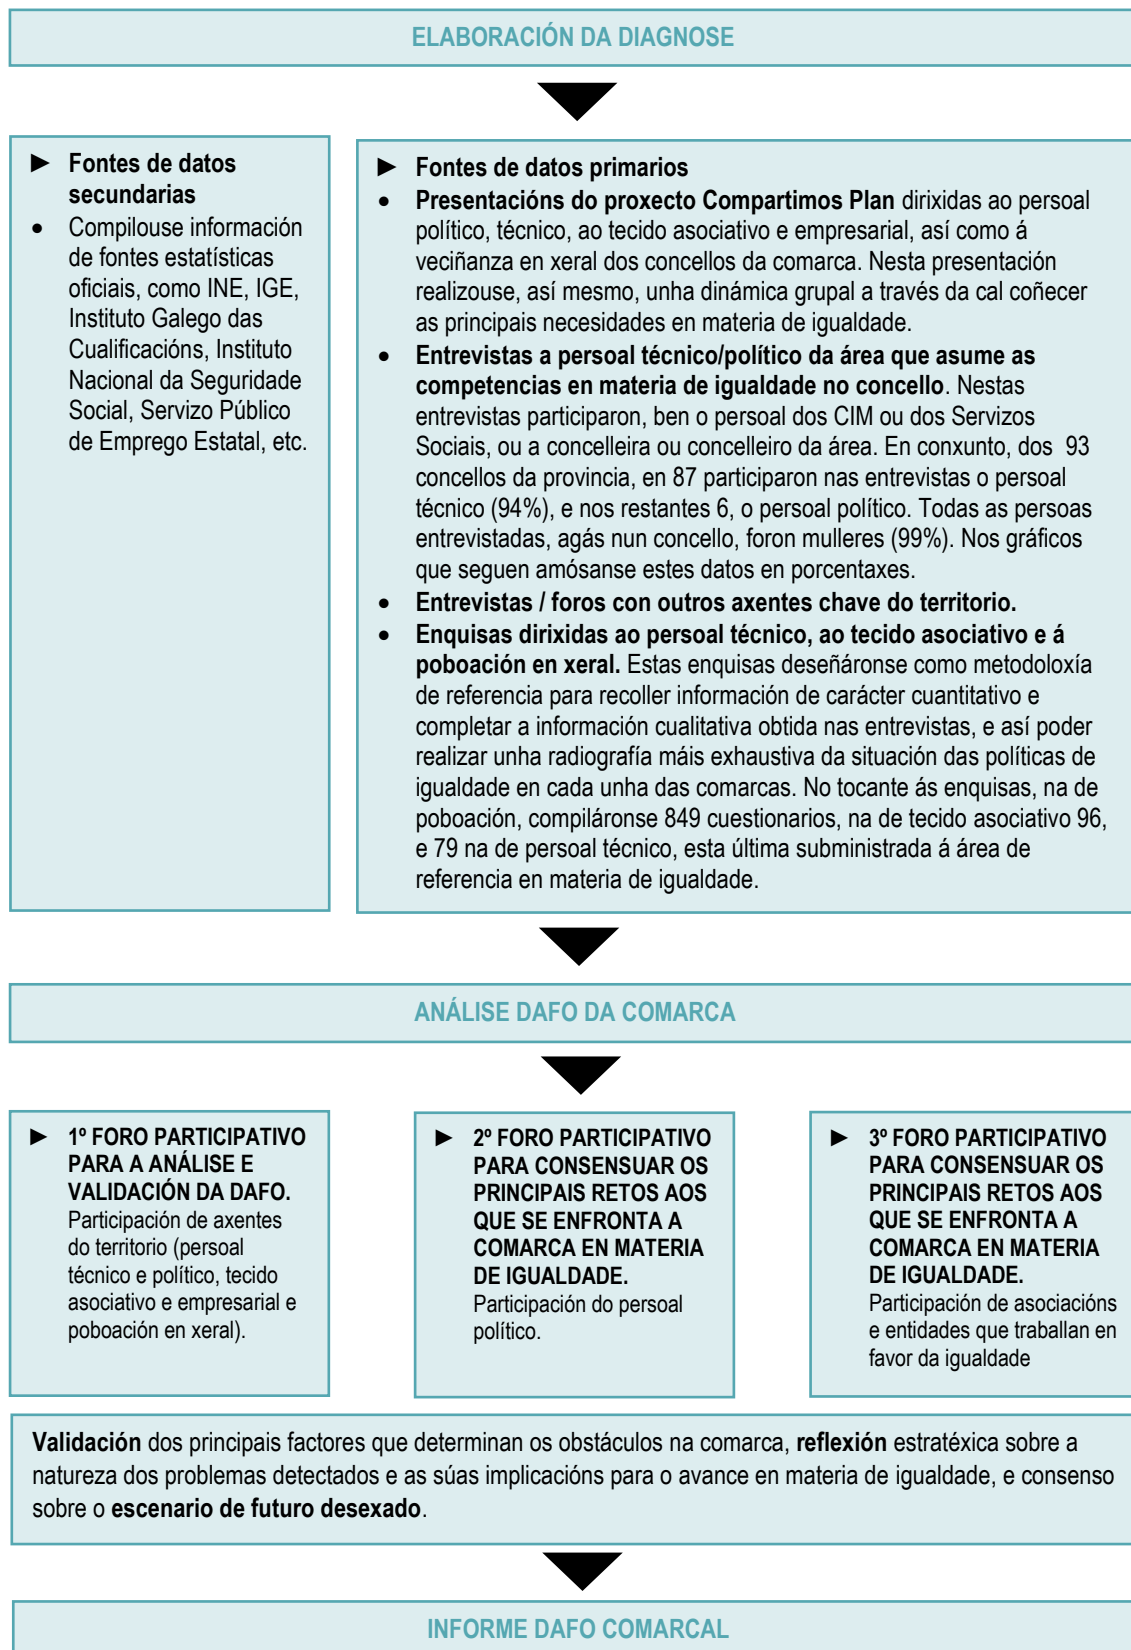 ELABORACIÓN DA DIAGNOSE
► Fontes de datos
secundarias
• Compilouse información
de fontes estatísticas
oficiais, como INE, IGE,
Instituto Galego das
Cualificacións, Instituto
Nacional da Seguridade
Social, Servizo Público
de Emprego Estatal, etc.
► Fontes de datos primarios
• Presentacións do proxecto Compartimos Plan dirixidas ao persoal
político, técnico, ao tecido asociativo e empresarial, así como á
veciñanza en xeral dos concellos da comarca. Nesta presentación
realizouse, así mesmo, unha dinámica grupal a través da cal coñecer
as principais necesidades en materia de igualdade.
• Entrevistas a persoal técnico/político da área que asume as
competencias en materia de igualdade no concello. Nestas
entrevistas participaron, ben o persoal dos CIM ou dos Servizos
Sociais, ou a concelleira ou concelleiro da área. En conxunto, dos 93
concellos da provincia, en 87 participaron nas entrevistas o persoal
técnico (94%), e nos restantes 6, o persoal político. Todas as persoas
entrevistadas, agás nun concello, foron mulleres (99%). Nos gráficos
que seguen amósanse estes datos en porcentaxes.
• Entrevistas / foros con outros axentes chave do territorio.
• Enquisas dirixidas ao persoal técnico, ao tecido asociativo e á
poboación en xeral. Estas enquisas deseñáronse como metodoloxía
de referencia para recoller información de carácter cuantitativo e
completar a información cualitativa obtida nas entrevistas, e así poder
realizar unha radiografía máis exhaustiva da situación das políticas de
igualdade en cada unha das comarcas. No tocante ás enquisas, na de
poboación, compiláronse 849 cuestionarios, na de tecido asociativo 96,
e 79 na de persoal técnico, esta última subministrada á área de
referencia en materia de igualdade.
ANÁLISE DAFO DA COMARCA
► 1º FORO PARTICIPATIVO
PARA A ANÁLISE E
VALIDACIÓN DA DAFO.
Participación de axentes
do territorio (persoal
técnico e político, tecido
asociativo e empresarial e
poboación en xeral).
► 2º FORO PARTICIPATIVO
PARA CONSENSUAR OS
PRINCIPAIS RETOS AOS
QUE SE ENFRONTA A
COMARCA EN MATERIA
DE IGUALDADE.
Participación do persoal
político.
► 3º FORO PARTICIPATIVO
PARA CONSENSUAR OS
PRINCIPAIS RETOS AOS
QUE SE ENFRONTA A
COMARCA EN MATERIA
DE IGUALDADE.
Participación de asociacións
e entidades que traballan en
favor da igualdade
Validación dos principais factores que determinan os obstáculos na comarca, reflexión estratéxica sobre a
natureza dos problemas detectados e as súas implicacións para o avance en materia de igualdade, e consenso
sobre o escenario de futuro desexado.
INFORME DAFO COMARCAL